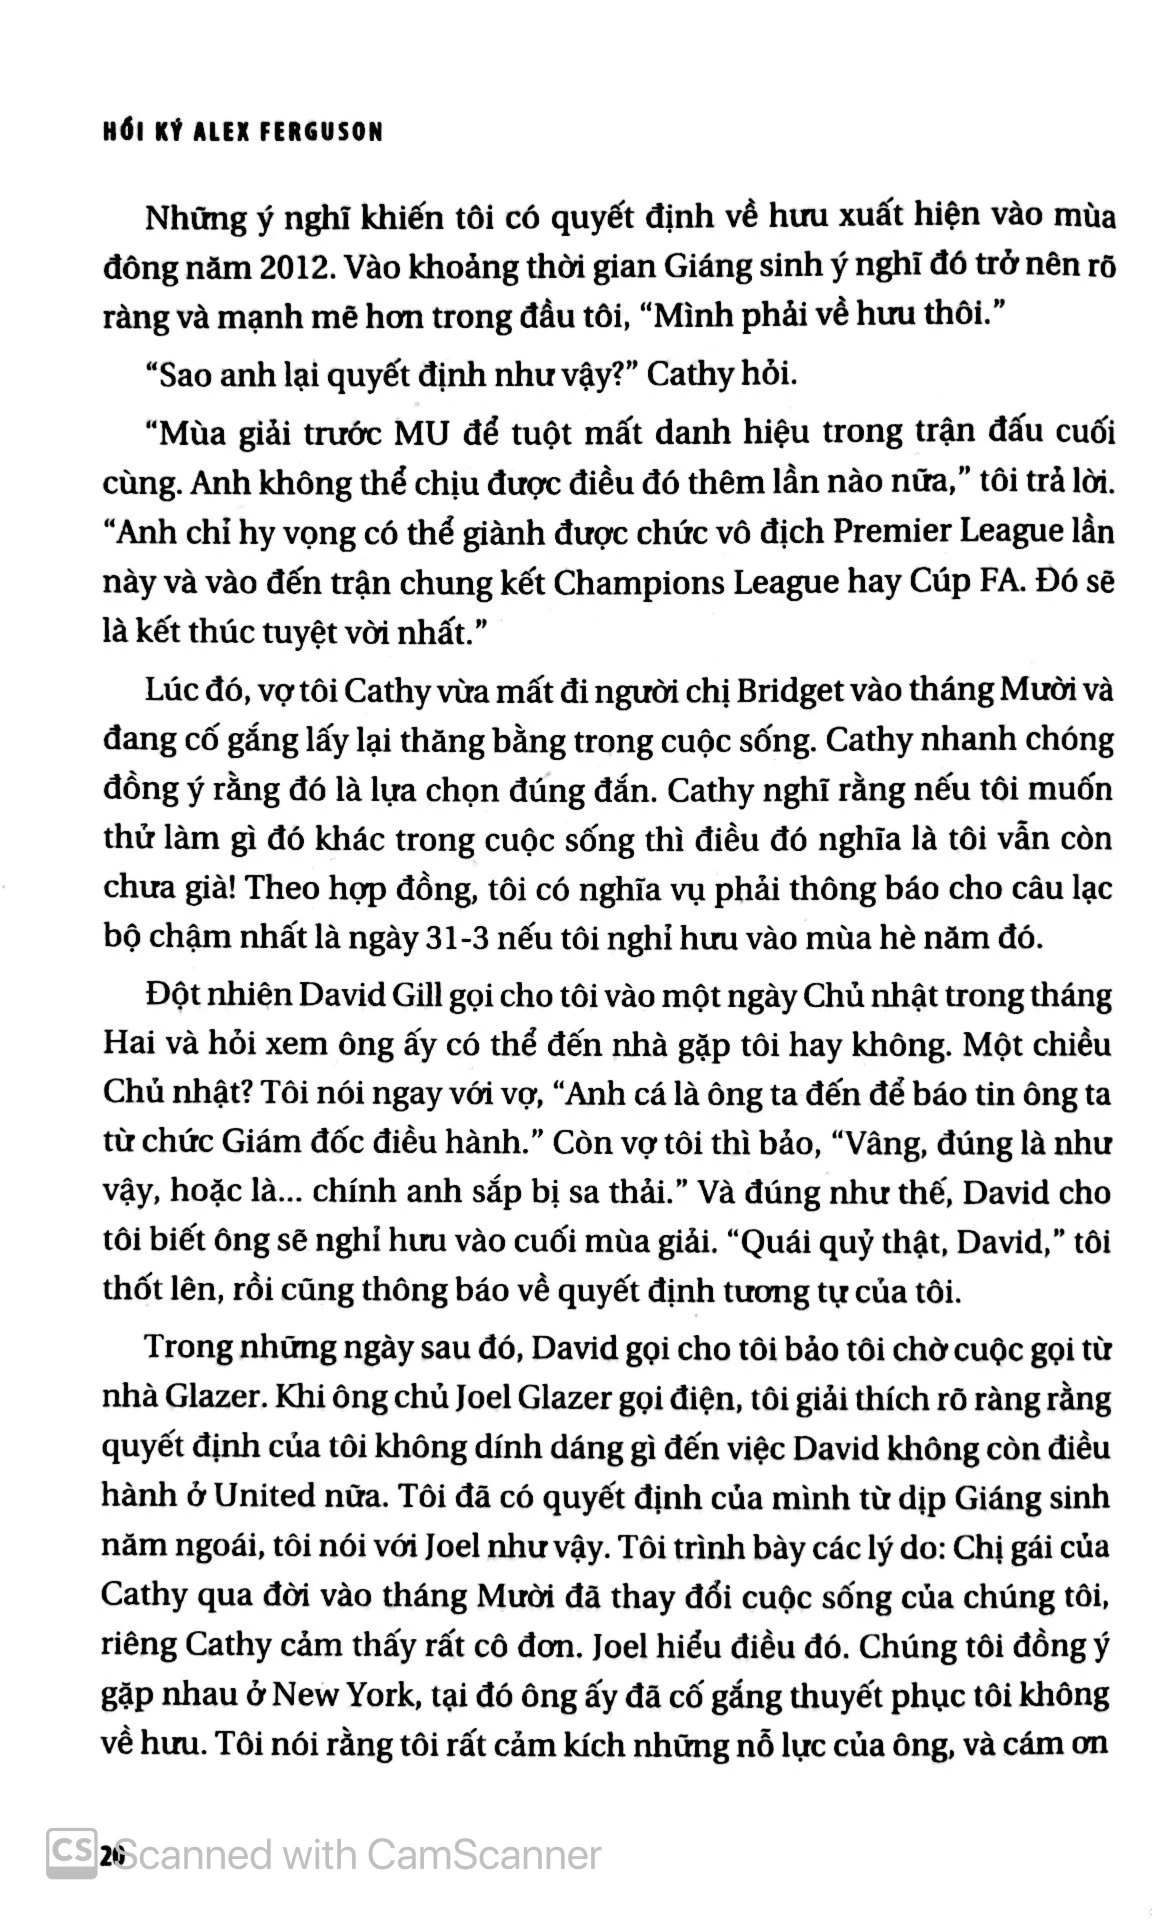 HỒI KÝ ALEX FERGUSON
Những ý nghĩ khiến tôi có quyết định về hưu xuất hiện vào mùa
đông năm 2012. Vào khoảng thời gian Giáng sinh ý nghĩ đó trở nên rõ
ràng và mạnh mẽ hơn trong đầu tôi, “Mình phải về hưu thôi.”
“Sao anh lại quyết định như vậy?” Cathy hỏi.
“Mùa giải trước MU để tuột mất danh hiệu trong trận đấu cuối
cùng. Anh không thể chịu được điều đó thêm lần nào nữa,” tôi trả lời.
“Anh chỉ hy vọng có thể giành được chức vô địch Premier League lần
này và vào đến trận chung kết Champions League hay Cúp FA. Đó sẽ
là kết thúc tuyệt vời nhất.”
Lúc đó, vợ tôi Cathy vừa mất đi người chị Bridget vào tháng Mười và
đang cố gắng lấy lại thăng bằng trong cuộc sống. Cathy nhanh chóng
đồng ý rằng đó là lựa chọn đúng đắn. Cathy nghĩ rằng nếu tôi muốn
thử làm gì đó khác trong cuộc sống thì điều đó nghĩa là tôi vẫn còn
chưa già! Theo hợp đồng, tôi có nghĩa vụ phải thông báo cho câu lạc
bộ chậm nhất là ngày 31-3 nếu tôi nghỉ hưu vào mùa hè năm đó.
Đột nhiên David Gill gọi cho tôi vào một ngày Chủ nhật trong tháng
Hai và hỏi xem ông ấy có thể đến nhà gặp tôi hay không. Một chiều
Chủ nhật? Tôi nói ngay với vợ, “Anh cá là ông ta đến để báo tin ông ta
từ chức Giám đốc điều hành.” Còn vợ tôi thì bảo, “Vâng, đúng là như
vậy, hoặc là... chính anh sắp bị sa thải.” Và đúng như thế, David cho
tôi biết ông sẽ nghỉ hưu vào cuối mùa giải. “Quái quỷ thật, David,” tôi
thốt lên, rồi cũng thông báo về quyết định tương tự của tôi.
Trong những ngày sau đó, David gọi cho tôi bảo tôi chờ cuộc gọi từ
nhà Glazer. Khi ông chủ Joel Glazer gọi điện, tôi giải thích rõ ràng rằng
quyết định của tôi không dính dáng gì đến việc David không còn điều
hành ở United nữa. Tôi đã có quyết định của mình từ dịp Giáng sinh
năm ngoái, tôi nói với Joel như vậy. Tôi trình bày các lý do: Chị gái của
Cathy qua đời vào tháng Mười đã thay đổi cuộc sống của chúng tôi,
riêng Cathy cảm thấy rất cô đơn. Joel hiểu điều đó. Chúng tôi đồng ý
gặp nhau ở New York, tại đó ông ấy đã cố gắng thuyết phục tôi không
về hưu. Tôi nói rằng tôi rất cảm kích những nỗ lực của ông, và cám ơn
CS Scanned with CamScanner